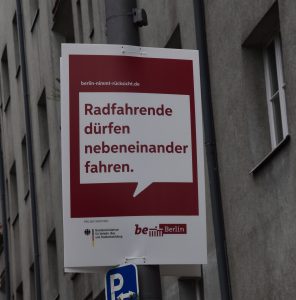 berlin-nimmt-rücksicht.de
Radfahrende
dürfen
nebeneinander
fahren.
be Berlin
P